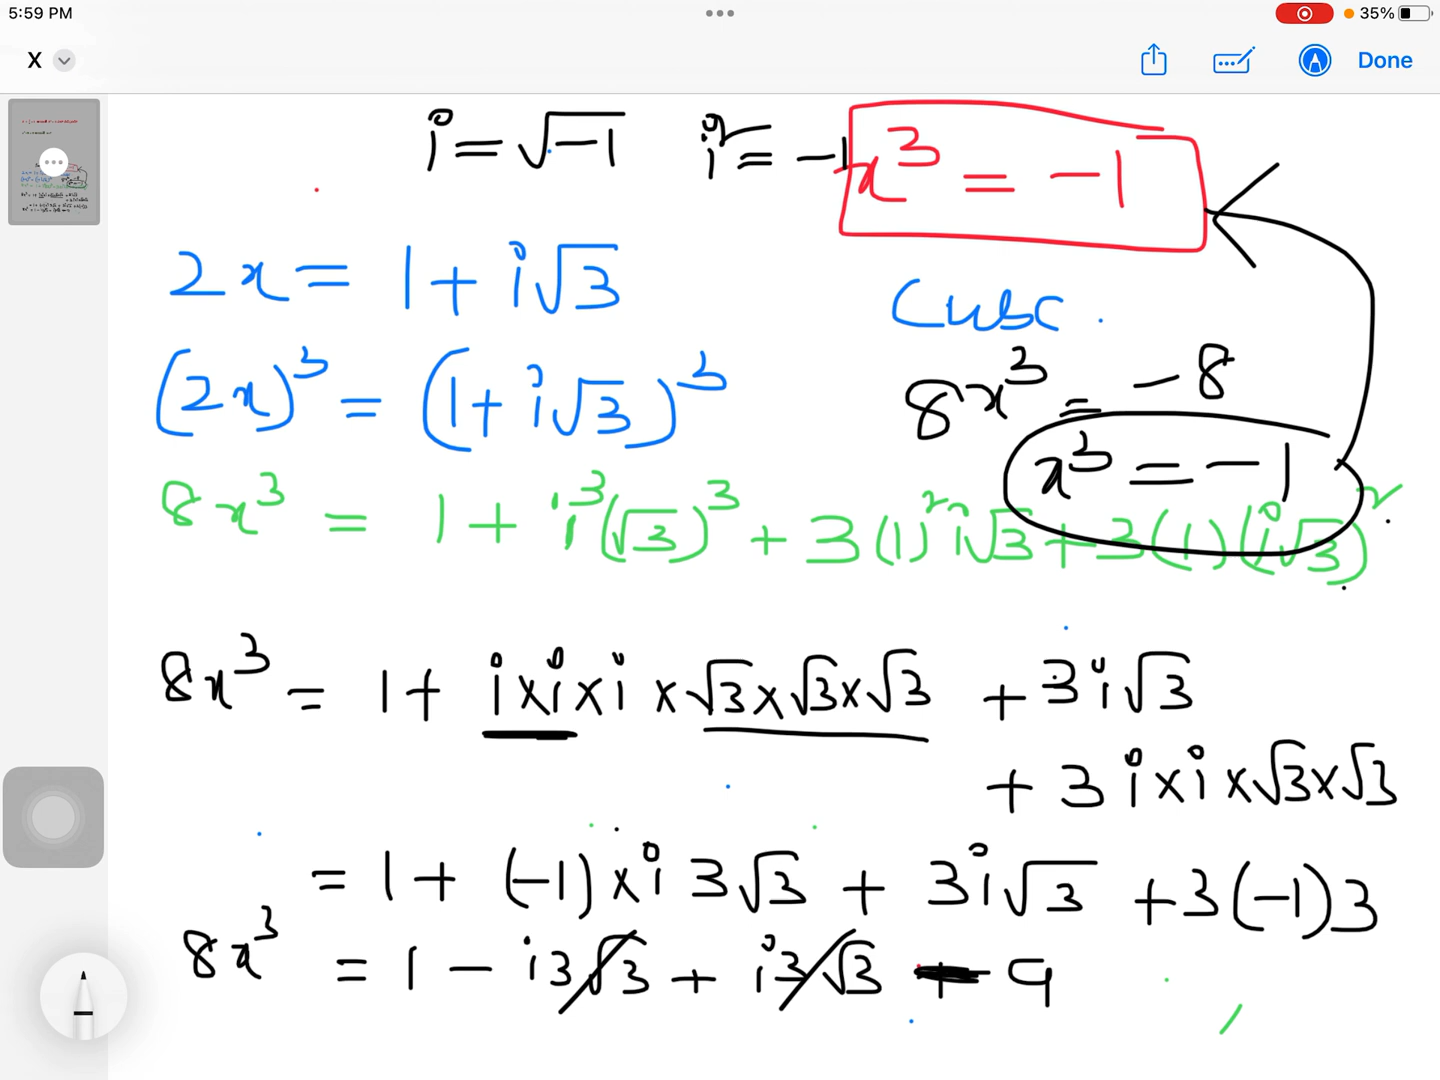 5:59 PM
35%
X
Done
i = √-1 i² = -1
x³ = -1
2x = 1 + i√3
Cube.
(2x)³ = (1 + i√3)³
8x³ = -8
x³ = -1
8x³ = 1 + i³(√3)³ + 3(1)² i√3 + 3(1)(i√3)²
8x³ = 1 + i×i×i × √3×√3×√3 + 3i√3
+ 3 i×i×√3×√3
= 1 + (-1)×i 3√3 + 3i√3 + 3(-1)3
8x³ = 1 - i3√3 + i3√3 - 9